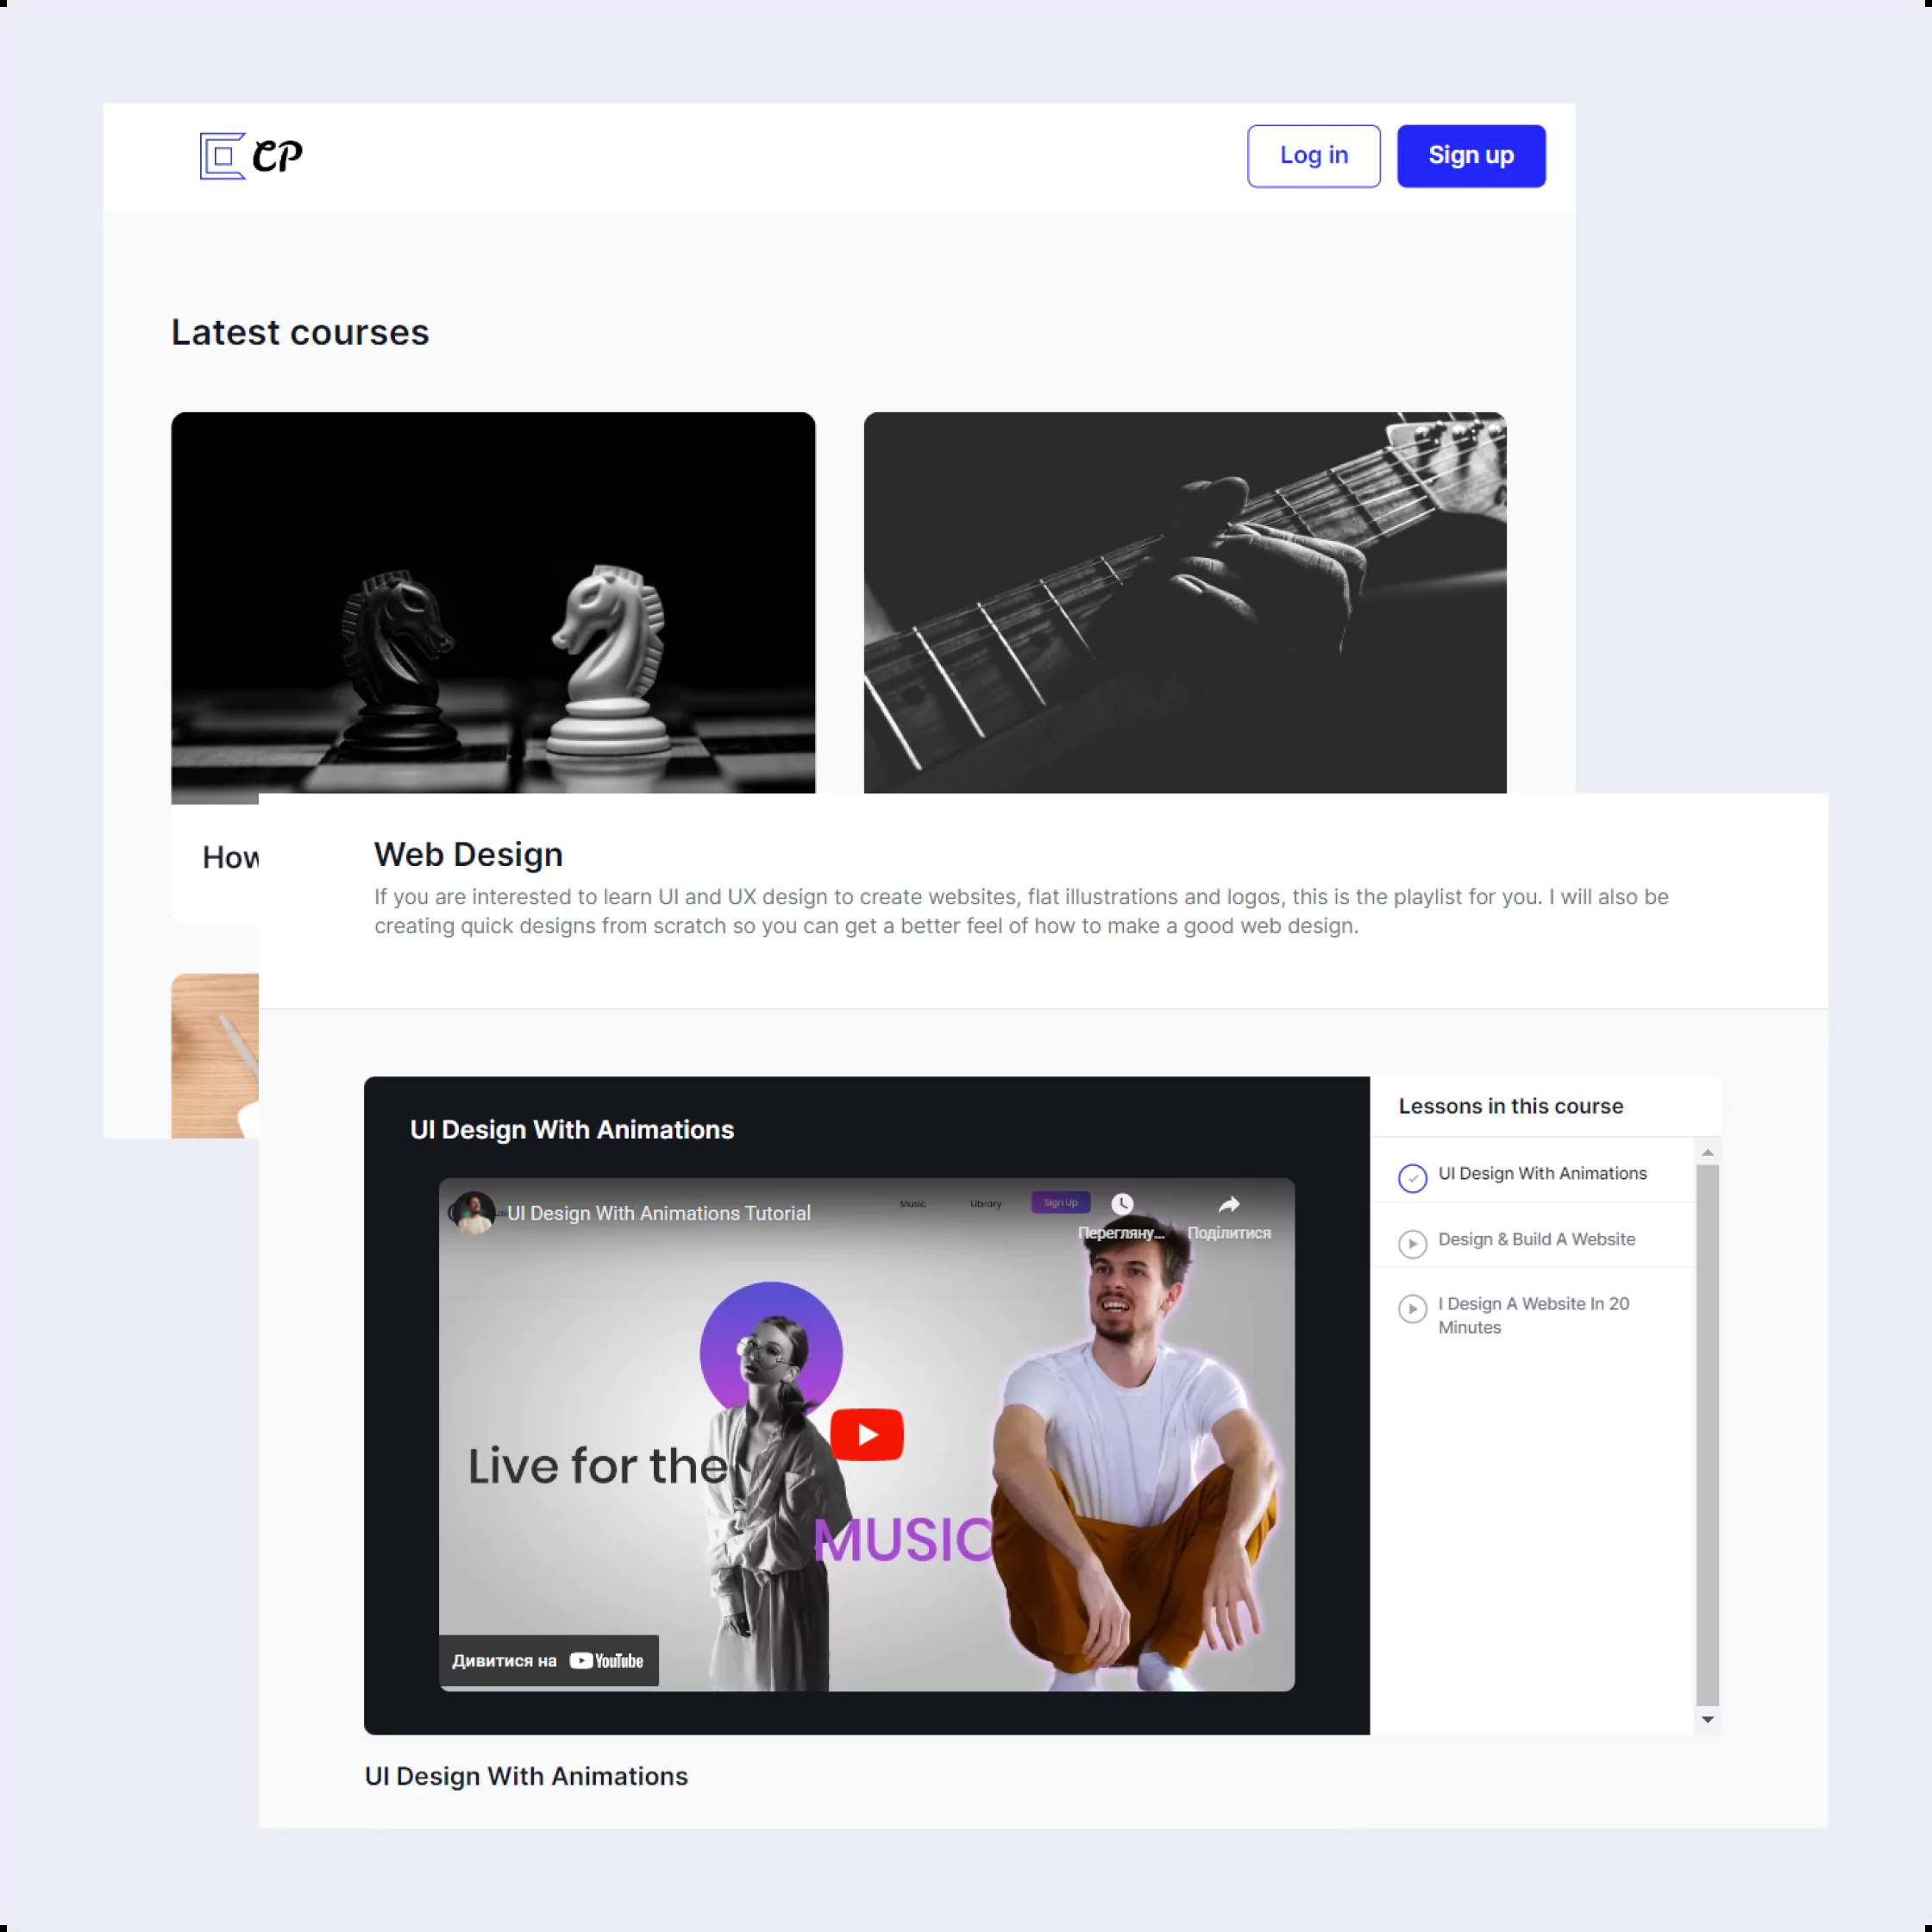 CP
Log in
Sign up
Latest courses
How
Web Design
If you are interested to learn UI and UX design to create websites, flat illustrations and logos, this is the playlist for you. I will also be
creating quick designs from scratch so you can get a better feel of how to make a good web design.
UI Design With Animations
UI Design With Animations Tutorial
Music
Library
Sign Up
Перегляну...
Поділитися
Live for the
MUSIC
Дивитися на YouTube
Lessons in this course
UI Design With Animations
Design & Build A Website
I Design A Website In 20
Minutes
UI Design With Animations